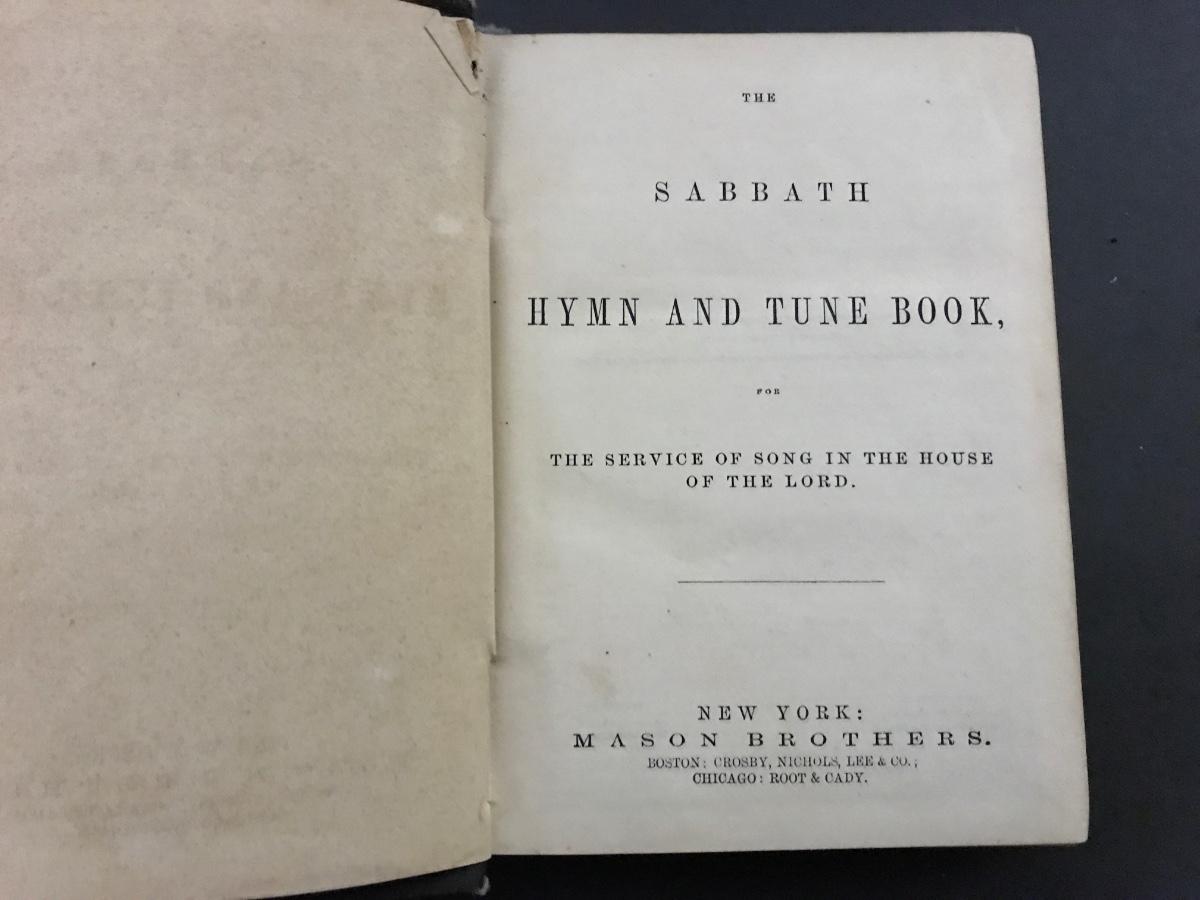 THE
SABBATH
HYMN AND TUNE BOOK,
FOR
THE SERVICE OF SONG IN THE HOUSE
OF THE LORD.
NEW YORK:
MASON BROTHERS.
BOSTON: CROSBY, NICHOLS, LEE & CO.;
CHICAGO: ROOT & CADY.